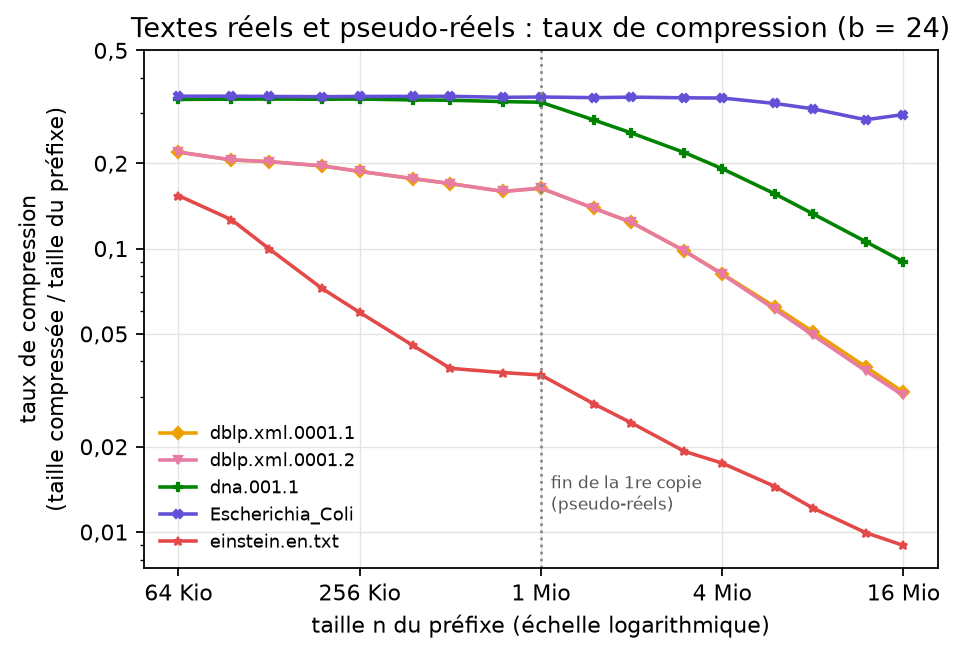 Textes réels et pseudo-réels : taux de compression (b = 24)
taux de compression
(taille compressée / taille du préfixe)
0,5
0,2
0,1
0,05
0,02
0,01
dblp.xml.0001.1
dblp.xml.0001.2
dna.001.1
Escherichia_Coli
einstein.en.txt
fin de la 1re copie
(pseudo-réels)
64 Kio
256 Kio
1 Mio
4 Mio
16 Mio
taille n du préfixe (échelle logarithmique)